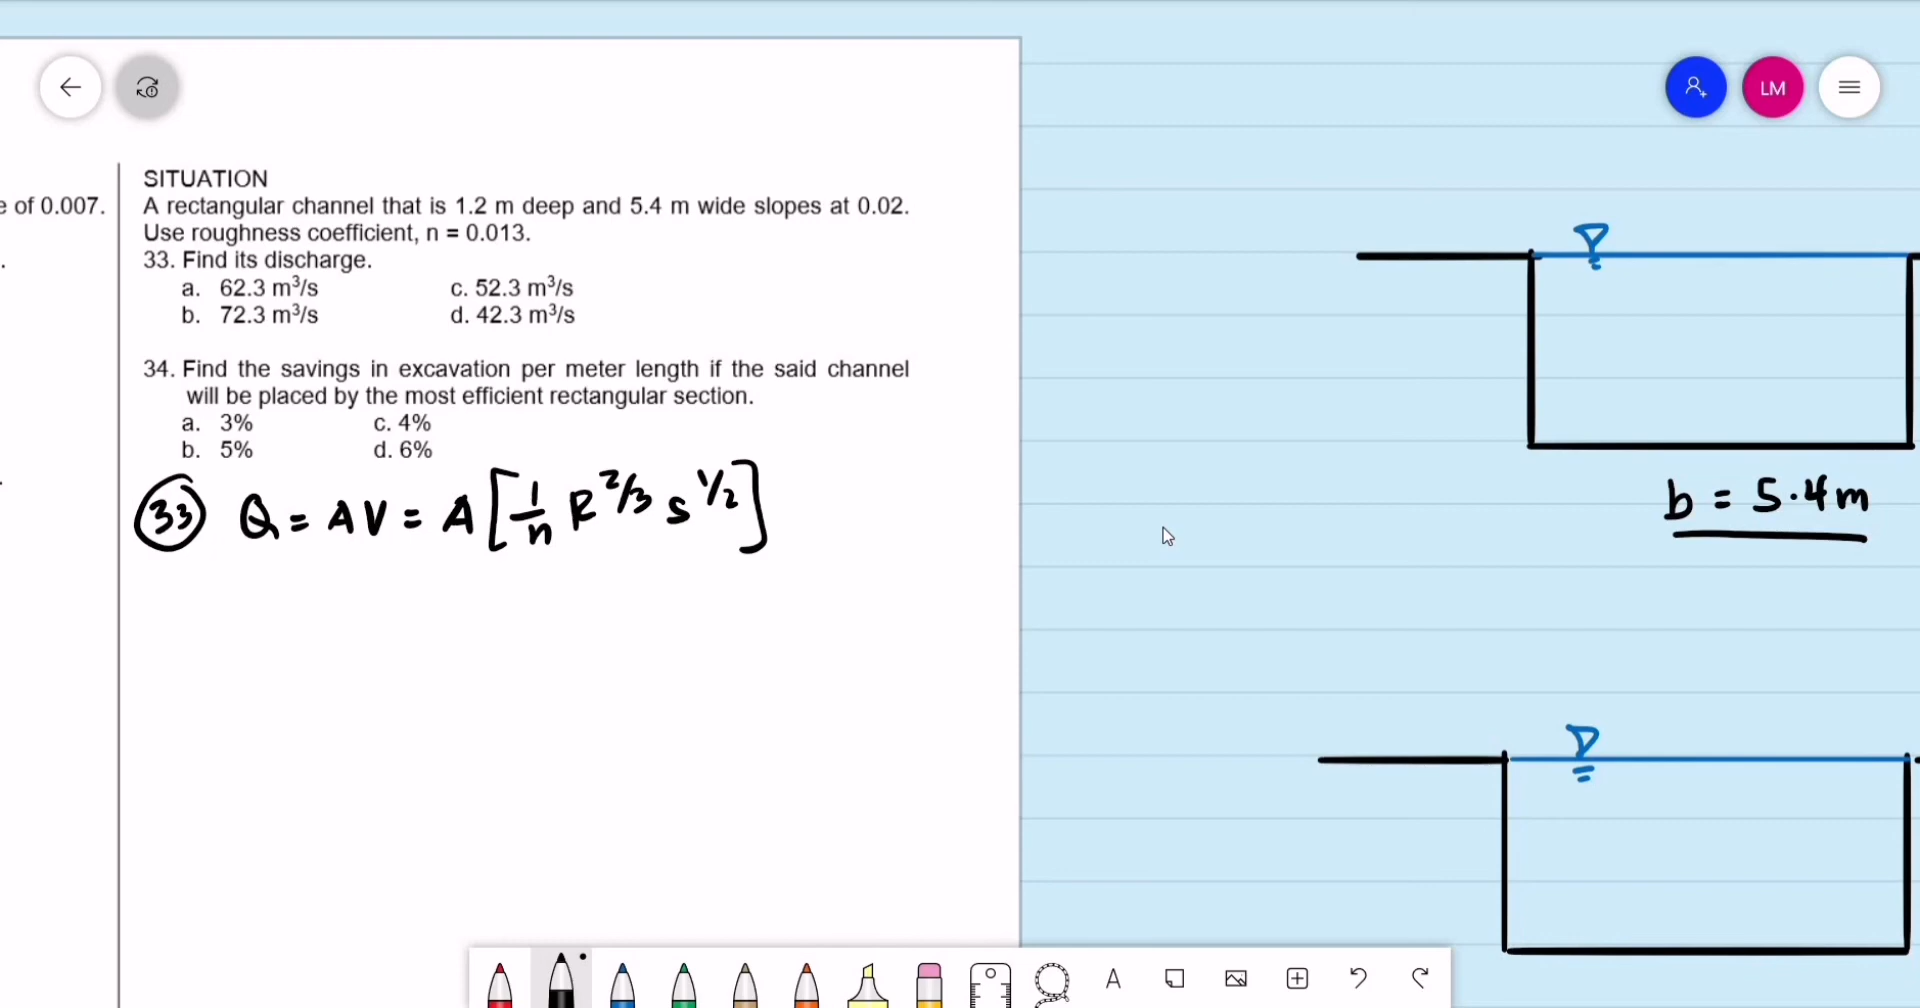 LM
e of 0.007.
SITUATION
A rectangular channel that is 1.2 m deep and 5.4 m wide slopes at 0.02.
Use roughness coefficient, n = 0.013.
33. Find its discharge.
a. 62.3 m³/s c. 52.3 m³/s
b. 72.3 m³/s d. 42.3 m³/s
34. Find the savings in excavation per meter length if the said channel
will be placed by the most efficient rectangular section.
a. 3% c. 4%
b. 5% d. 6%
33 Q = AV = A [1/n R^2/3 s^1/2]
b = 5.4m
A